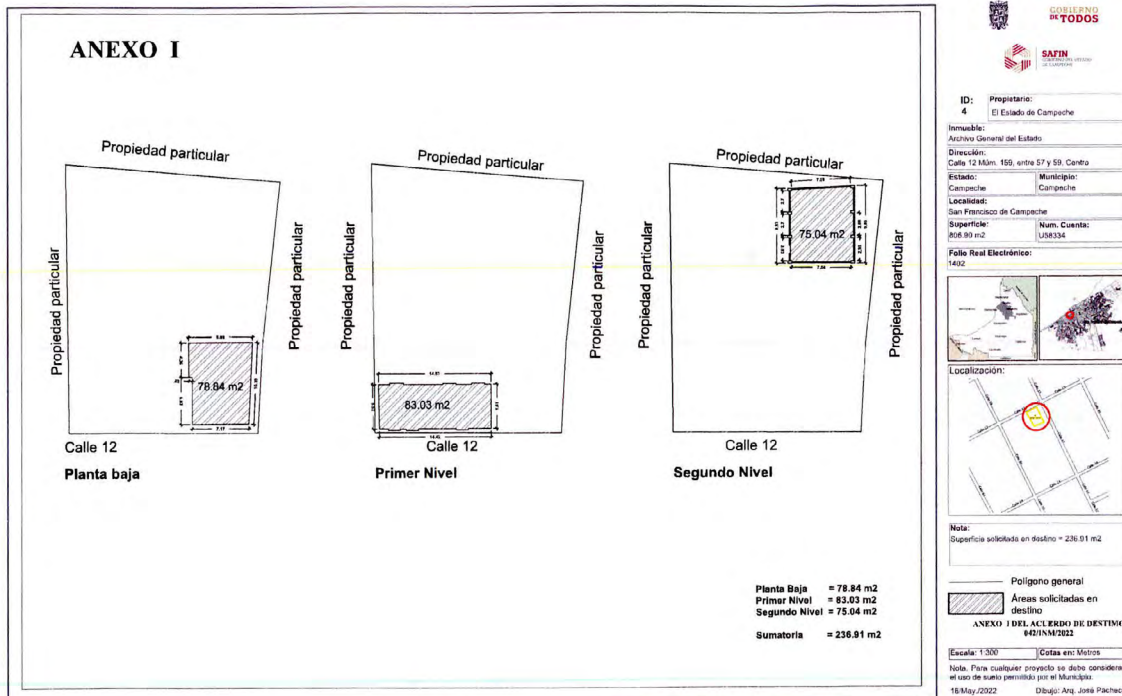 ANEXO I
Propiedad particular
Propiedad particular
Propiedad particular
78.84 m2
Calle 12
Planta baja
Propiedad particular
Propiedad particular
Propiedad particular
83.03 m2
Calle 12
Primer Nivel
Propiedad particular
Propiedad particular
Propiedad particular
75.04 m2
Calle 12
Segundo Nivel
Planta Baja = 78.84 m2
Primer Nivel = 83.03 m2
Segundo Nivel = 75.04 m2
Sumatoria = 236.91 m2
GOBIERNO
DE TODOS
SAFIN
ID: Propietario:
4 El Estado de Campeche
Inmueble:
Archivo General del Estado
Dirección:
Calle 12 Núm. 159, entre 57 y 59, Centro
Estado: Municipio:
Campeche Campeche
Localidad:
San Francisco de Campeche
Superficie: Num. Cuenta:
806.90 m2 U58334
Folio Real Electrónico:
1402
Localización:
Nota:
Superficie solicitada en destino = 236.91 m2
Polígono general
Áreas solicitadas en
destino
ANEXO I DEL ACUERDO DE DESTINO
042/INM/2022
Escala: 1:300 Cotas en: Metros
Nota. Para cualquier proyecto se debe considera
el uso de suelo permitido por el Municipio.
16/May./2022 Dibujo: Arq. José Pachec